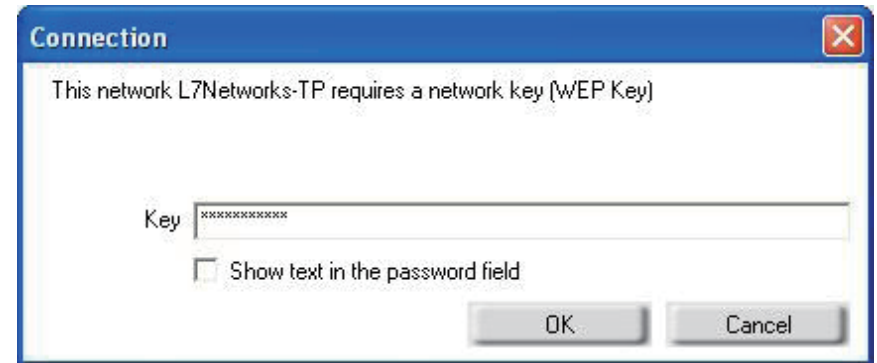 Connection
This network L7Networks-TP requires a network key (WEP Key)
Key ***********
Show text in the password field
OK Cancel